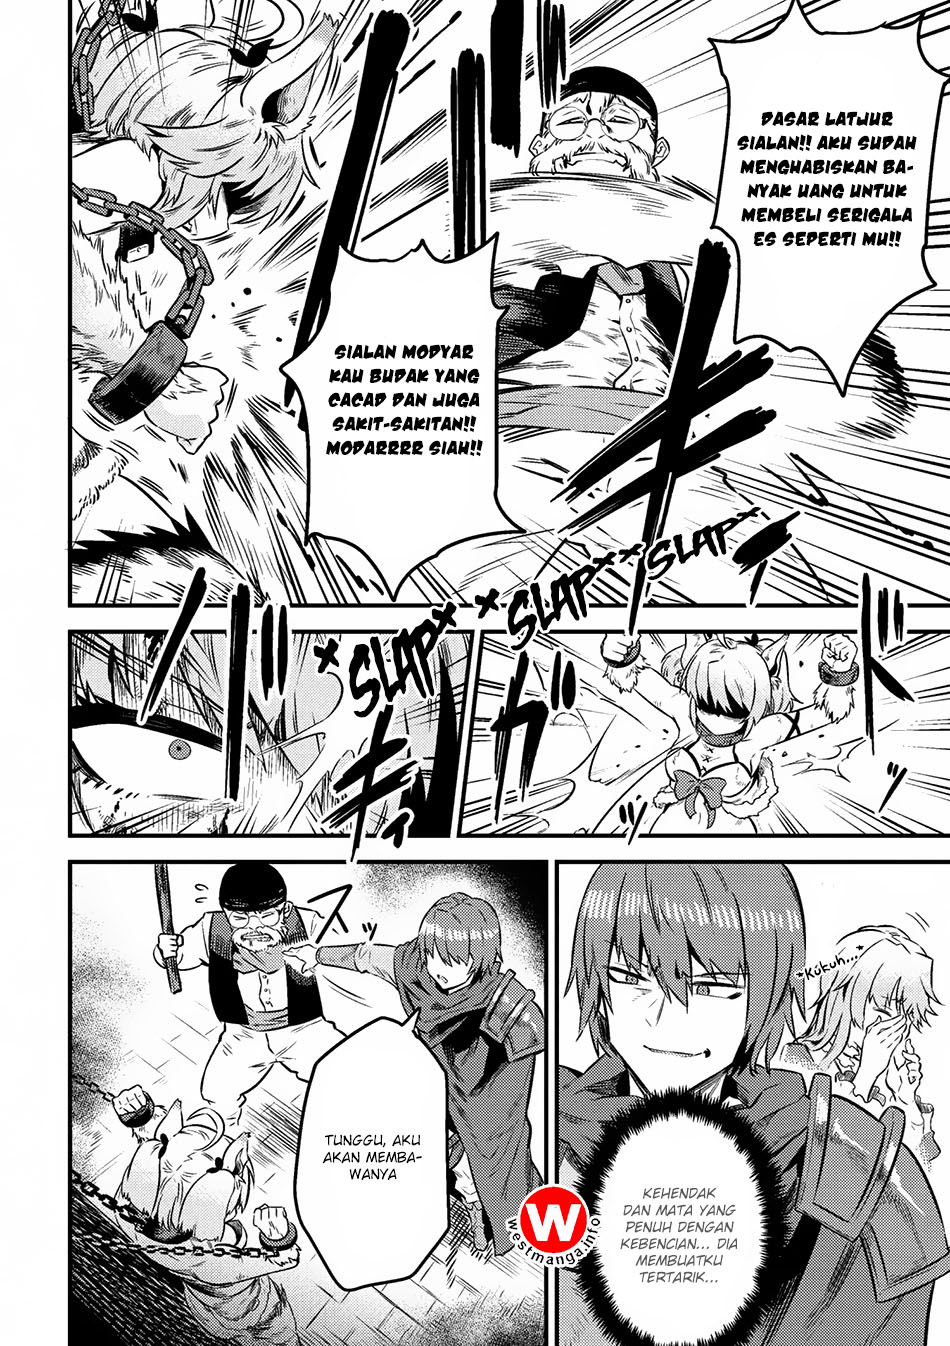 DASAR LATJUR
SIALAN!! AKU SUDAH
MENGHABISKAN BA-
NYAK UANG UNTUK
MEMBELI SERIGALA
ES SEPERTI MU!!
SIALAN MODYAR
KAU BUDAK YANG
CACAD DAN JUGA
SAKIT-SAKITAN!!
MODARRRR SIAH!!
SLAP
SLAP
SLAP
TUNGGU, AKU
AKAN MEMBA-
WANYA
*KUKUH...*
KEHENDAK
DAN MATA YANG
PENUH DENGAN
KEBENCIAN... DIA
MEMBUATKU
TERTARIK...
W
westmanga.info